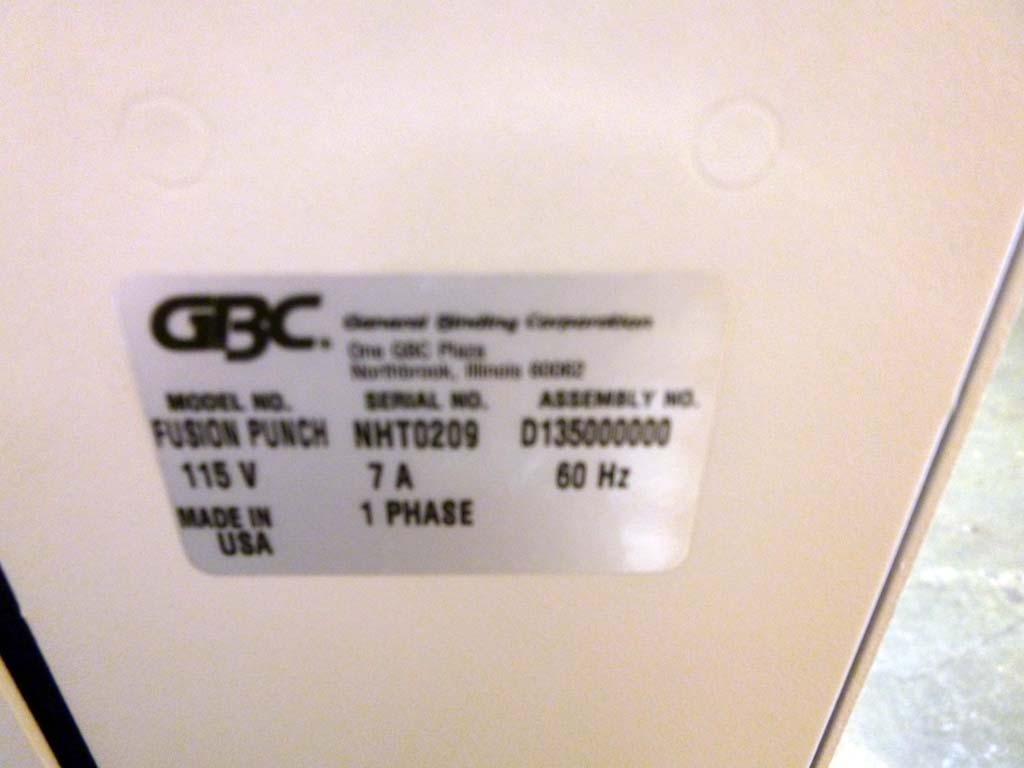 GBC. General Binding Corporation
One GBC Plaza
Northbrook, Illinois 60062
MODEL NO. SERIAL NO. ASSEMBLY NO.
FUSION PUNCH NHT0209 D135000000
115 V 7 A 60 Hz
MADE IN 1 PHASE
USA